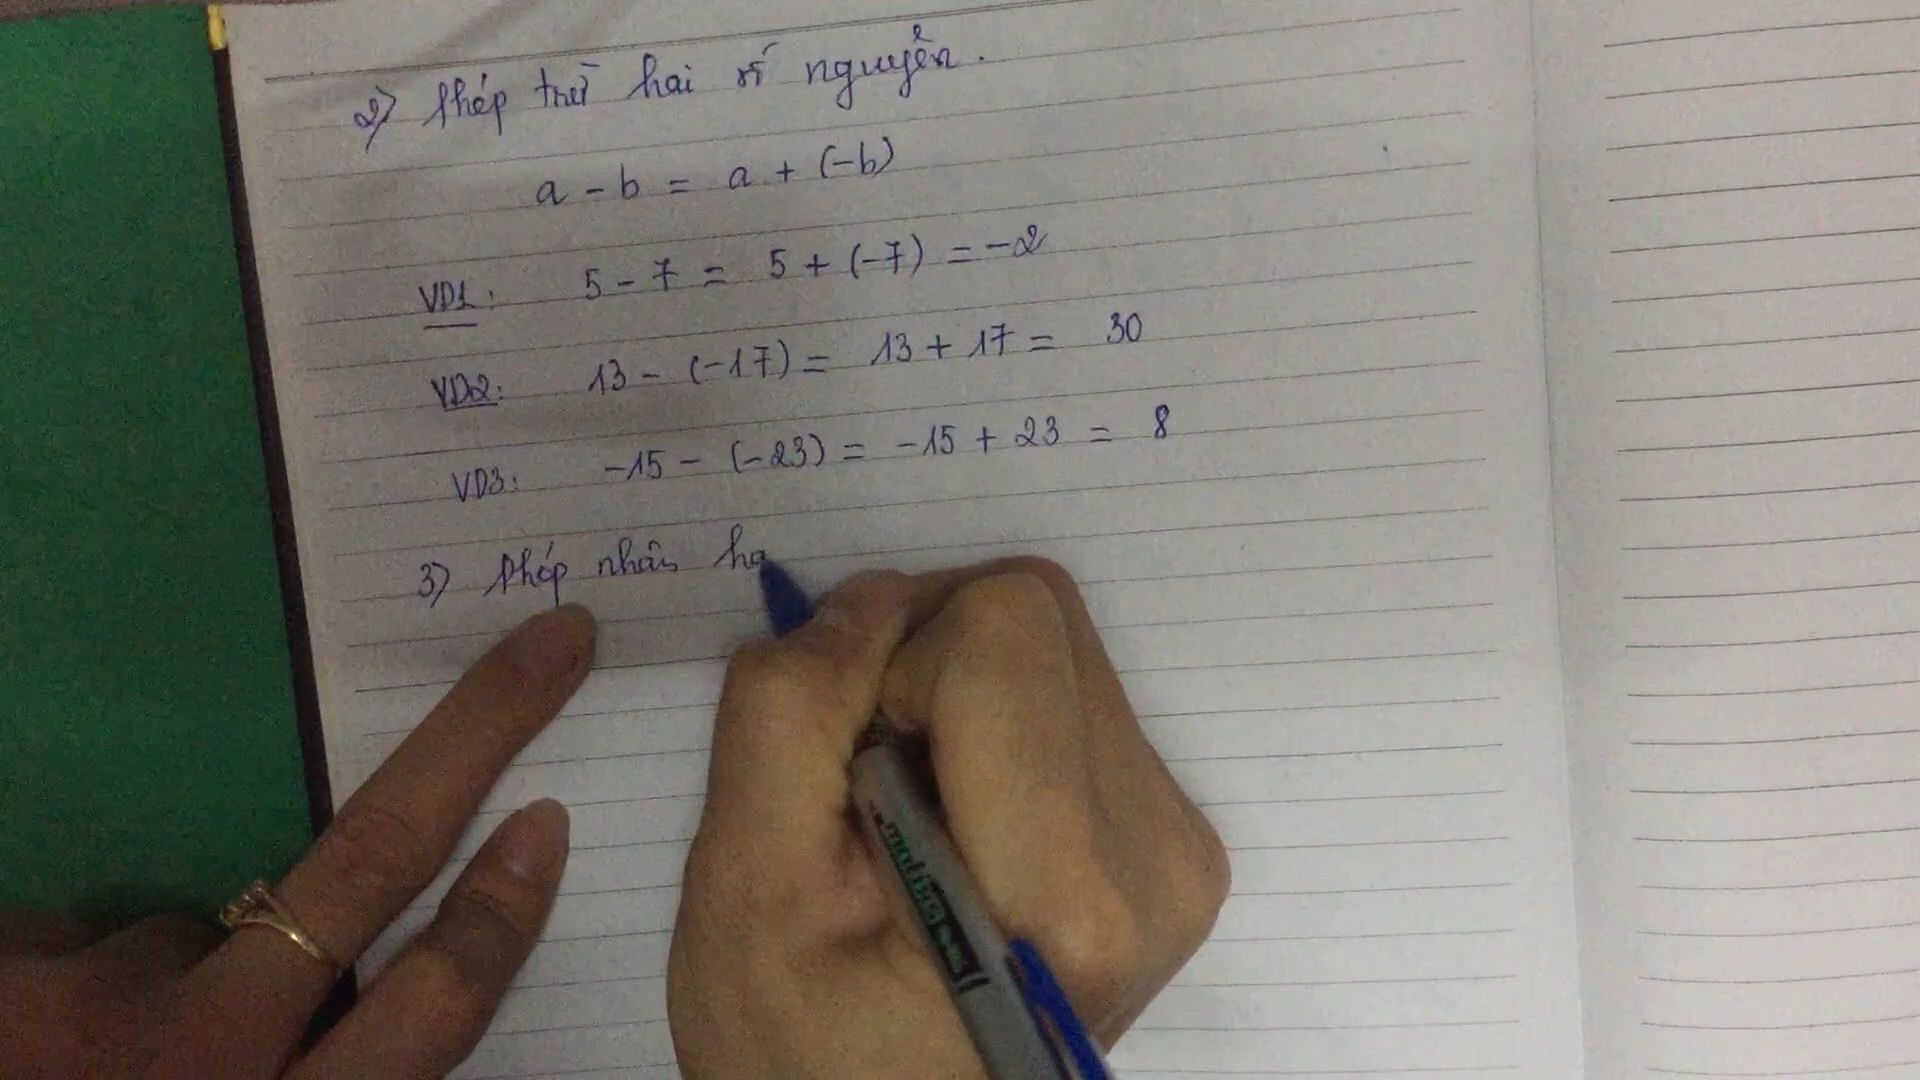 2) Phép trừ hai số nguyên.
a - b = a + (-b)
VD1: 5 - 7 = 5 + (-7) = -2
VD2: 13 - (-17) = 13 + 17 = 30
VD3: -15 - (-23) = -15 + 23 = 8
3) Phép nhân ha